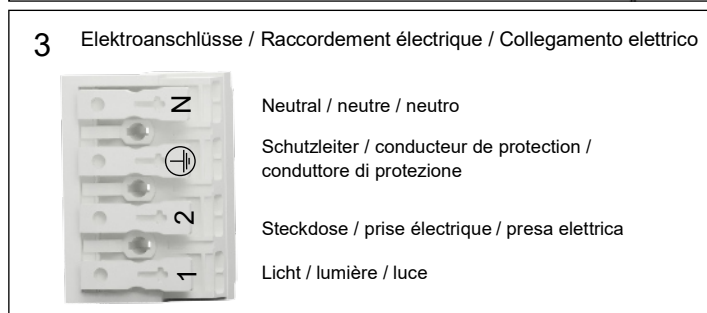 3 Elektroanschlüsse / Raccordement électrique / Collegamento elettrico
N
Neutral / neutre / neutro
Schutzleiter / conducteur de protection /
conduttore di protezione
2
Steckdose / prise électrique / presa elettrica
1
Licht / lumière / luce